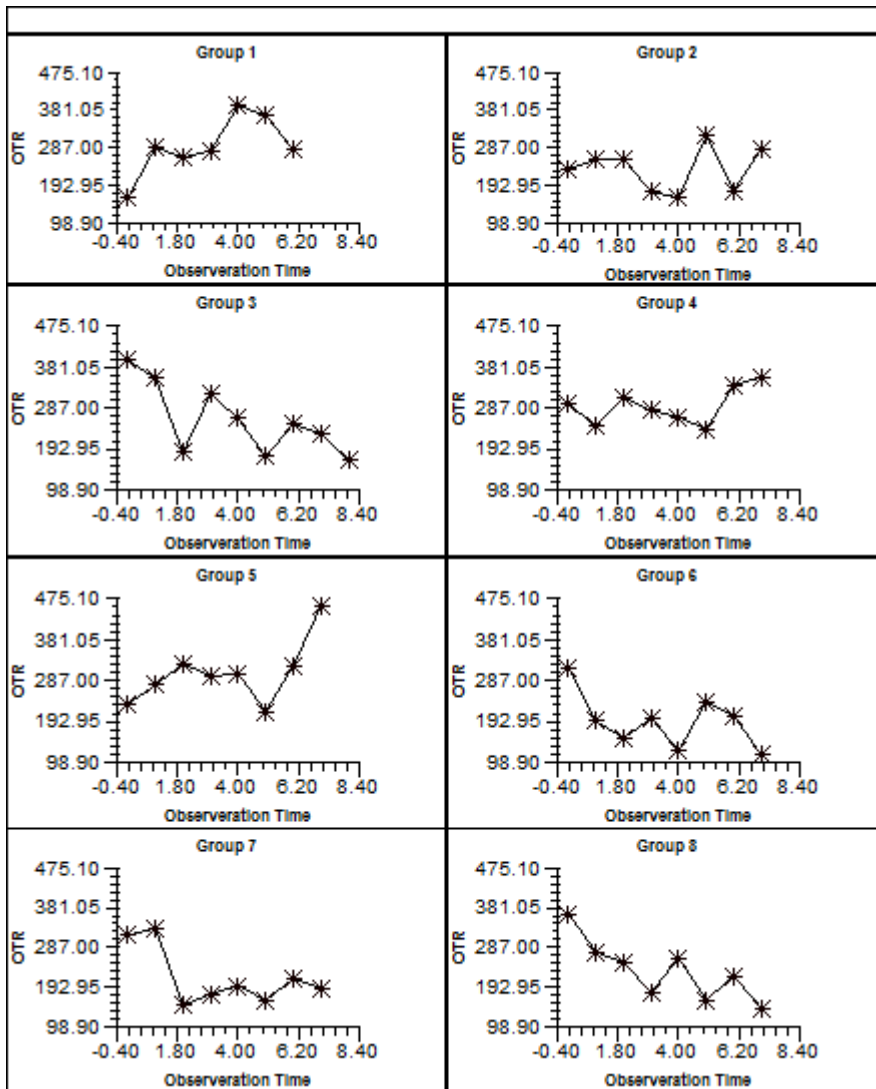 Group 1
475.10
381.05
287.00
192.95
98.90
OTR
-0.40 1.80 4.00 6.20 8.40
Observeration Time
Group 2
475.10
381.05
287.00
192.95
98.90
OTR
-0.40 1.80 4.00 6.20 8.40
Observeration Time
Group 3
475.10
381.05
287.00
192.95
98.90
OTR
-0.40 1.80 4.00 6.20 8.40
Observeration Time
Group 4
475.10
381.05
287.00
192.95
98.90
OTR
-0.40 1.80 4.00 6.20 8.40
Observeration Time
Group 5
475.10
381.05
287.00
192.95
98.90
OTR
-0.40 1.80 4.00 6.20 8.40
Observeration Time
Group 6
475.10
381.05
287.00
192.95
98.90
OTR
-0.40 1.80 4.00 6.20 8.40
Observeration Time
Group 7
475.10
381.05
287.00
192.95
98.90
OTR
-0.40 1.80 4.00 6.20 8.40
Observeration Time
Group 8
475.10
381.05
287.00
192.95
98.90
OTR
-0.40 1.80 4.00 6.20 8.40
Observeration Time